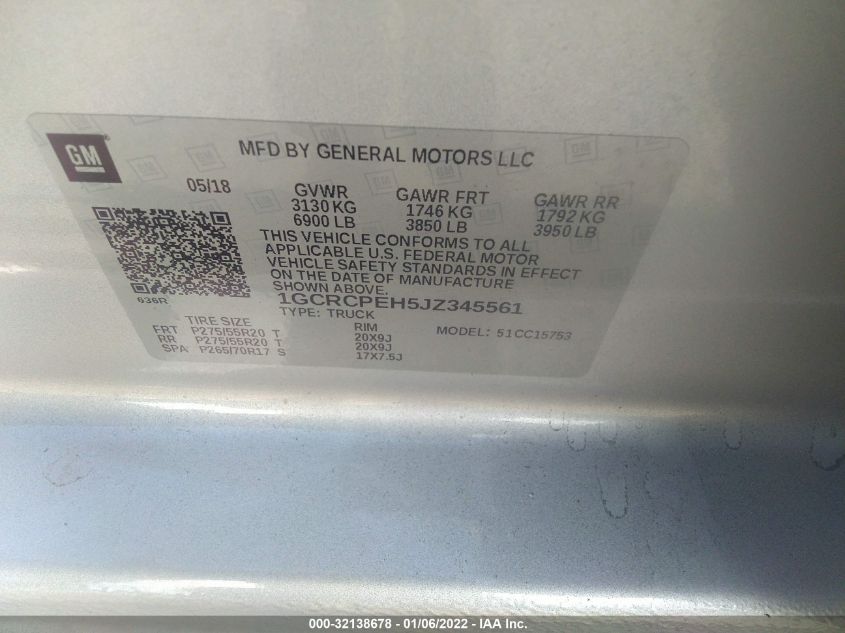 GM
MFD BY GENERAL MOTORS LLC
05/18 GVWR GAWR FRT GAWR RR
3130 KG 1746 KG 1792 KG
6900 LB 3850 LB 3950 LB
THIS VEHICLE CONFORMS TO ALL
APPLICABLE U.S. FEDERAL MOTOR
VEHICLE SAFETY STANDARDS IN EFFECT
ON THE DATE OF MANUFACTURE
SHOWN ABOVE.
636R
1GCRCPEH5JZ345561
TYPE: TRUCK
MODEL: 51CC15753
TIRE SIZE RIM
FRT P275/55R20 T 20X9J
RR P275/55R20 T 20X9J
SPA P265/70R17 S 17X7.5J
000-32138678 - 01/06/2022 - IAA Inc.